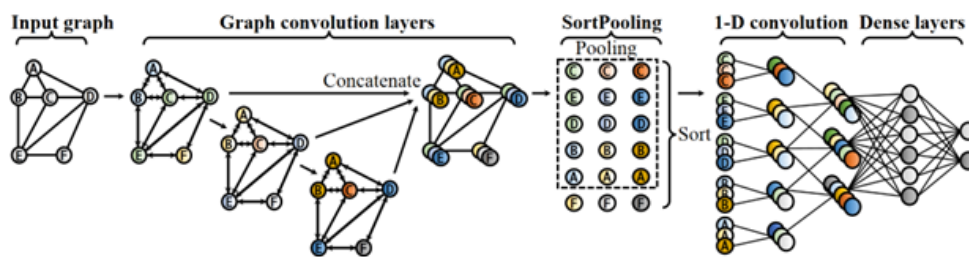 Input graph
Graph convolution layers
SortPooling
1-D convolution
Dense layers
Pooling
Concatenate
Sort
A
B C D
E F
A
B C D
E F
A
B C D
E F
A
B C D
E F
A
B C D
E F
C C C
E E E
D D D
B B B
A A A
F F F
C
C
C
E
E
E
D
D
D
B
B
B
A
A
A